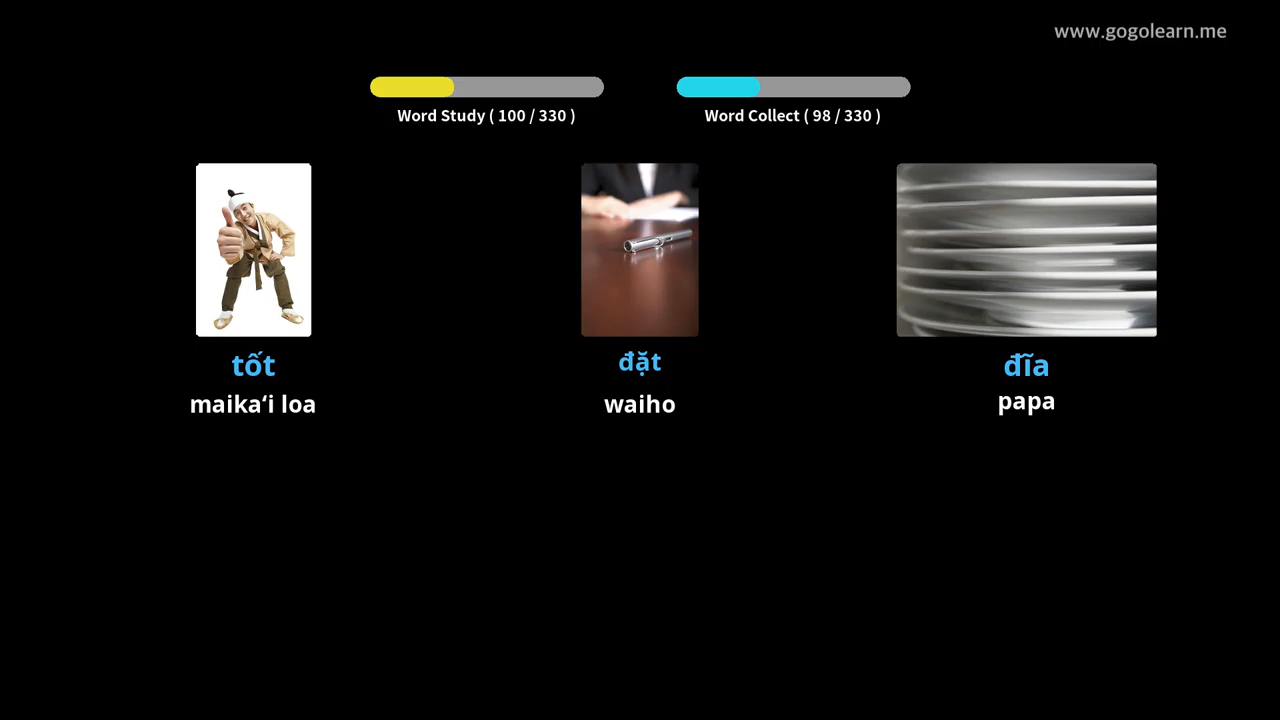 www.gogolearn.me
Word Study ( 100 / 330 )
Word Collect ( 98 / 330 )
tốt
đặt
đĩa
maikaʻi loa
waiho
papa